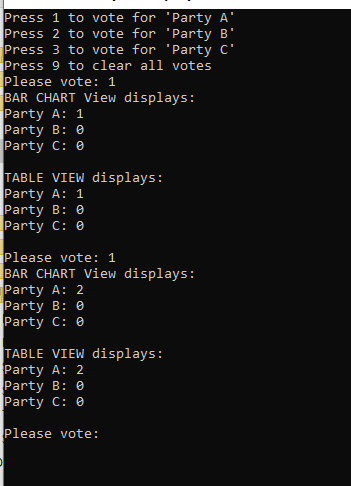 Press 1 to vote for 'Party A'
Press 2 to vote for 'Party B'
Press 3 to vote for 'Party C'
Press 9 to clear all votes
Please vote: 1
BAR CHART View displays:
Party A: 1
Party B: 0
Party C: 0

TABLE VIEW displays:
Party A: 1
Party B: 0
Party C: 0

Please vote: 1
BAR CHART View displays:
Party A: 2
Party B: 0
Party C: 0

TABLE VIEW displays:
Party A: 2
Party B: 0
Party C: 0

Please vote: